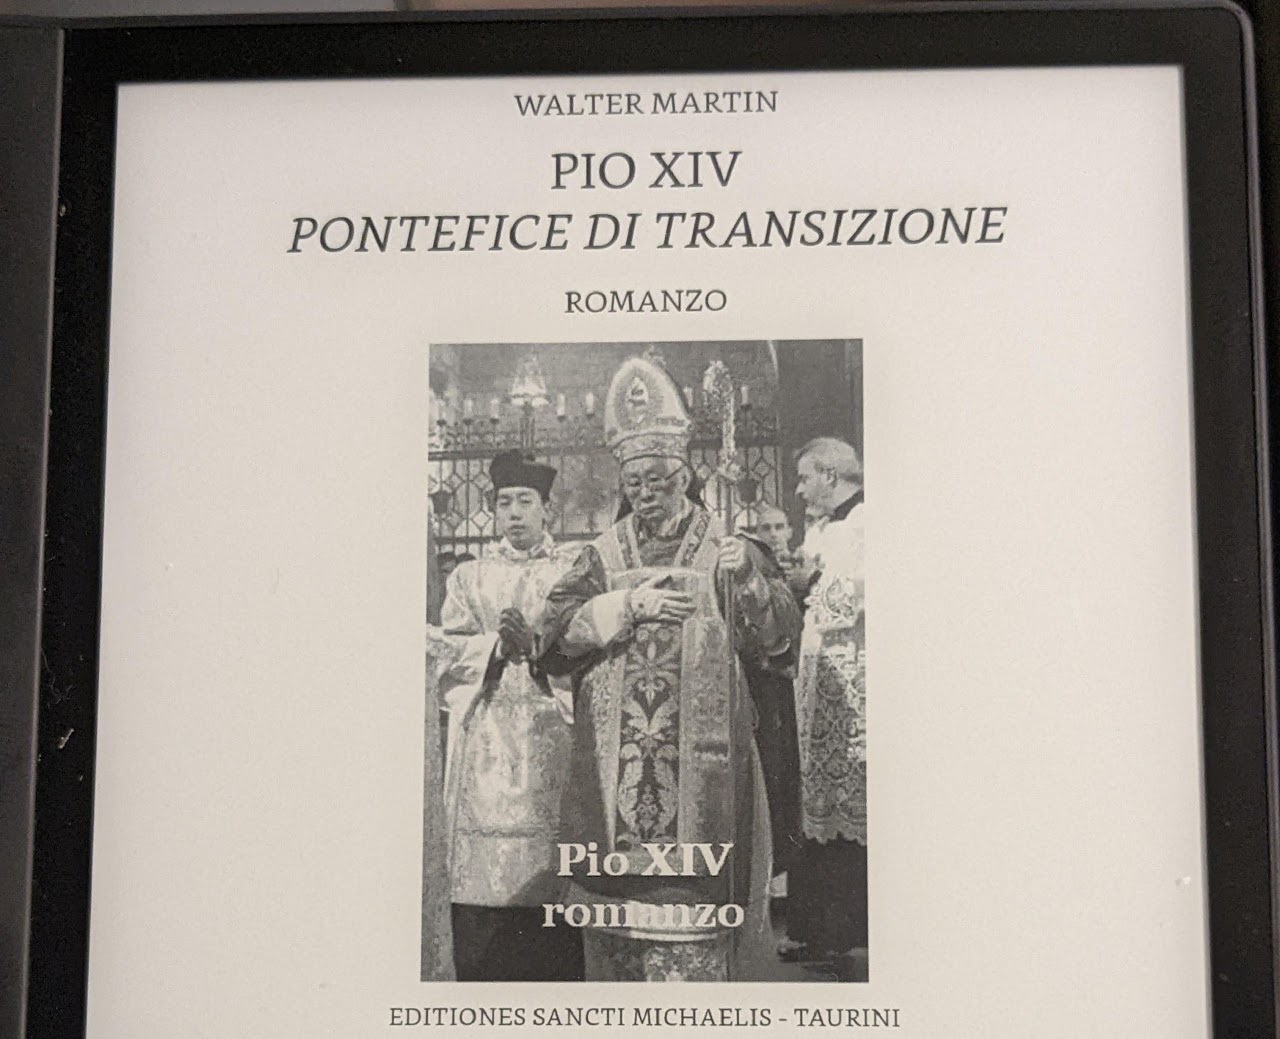 WALTER MARTIN
PIO XIV
PONTEFICE DI TRANSIZIONE
ROMANZO
Pio XIV
romanzo
EDITIONES SANCTI MICHAELIS - TAURINI